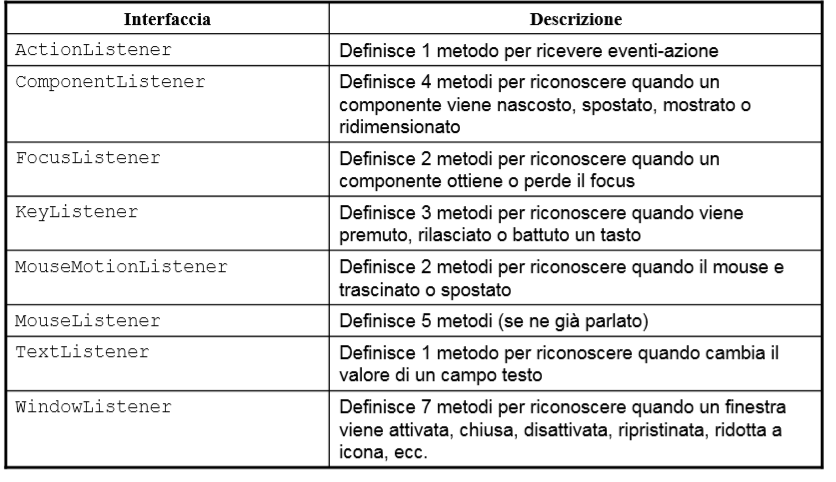 Interfaccia Descrizione
ActionListener Definisce 1 metodo per ricevere eventi-azione
ComponentListener Definisce 4 metodi per riconoscere quando un
componente viene nascosto, spostato, mostrato o
ridimensionato
FocusListener Definisce 2 metodi per riconoscere quando un
componente ottiene o perde il focus
KeyListener Definisce 3 metodi per riconoscere quando viene
premuto, rilasciato o battuto un tasto
MouseMotionListener Definisce 2 metodi per riconoscere quando il mouse e
trascinato o spostato
MouseListener Definisce 5 metodi (se ne già parlato)
TextListener Definisce 1 metodo per riconoscere quando cambia il
valore di un campo testo
WindowListener Definisce 7 metodi per riconoscere quando un finestra
viene attivata, chiusa, disattivata, ripristinata, ridotta a
icona, ecc.